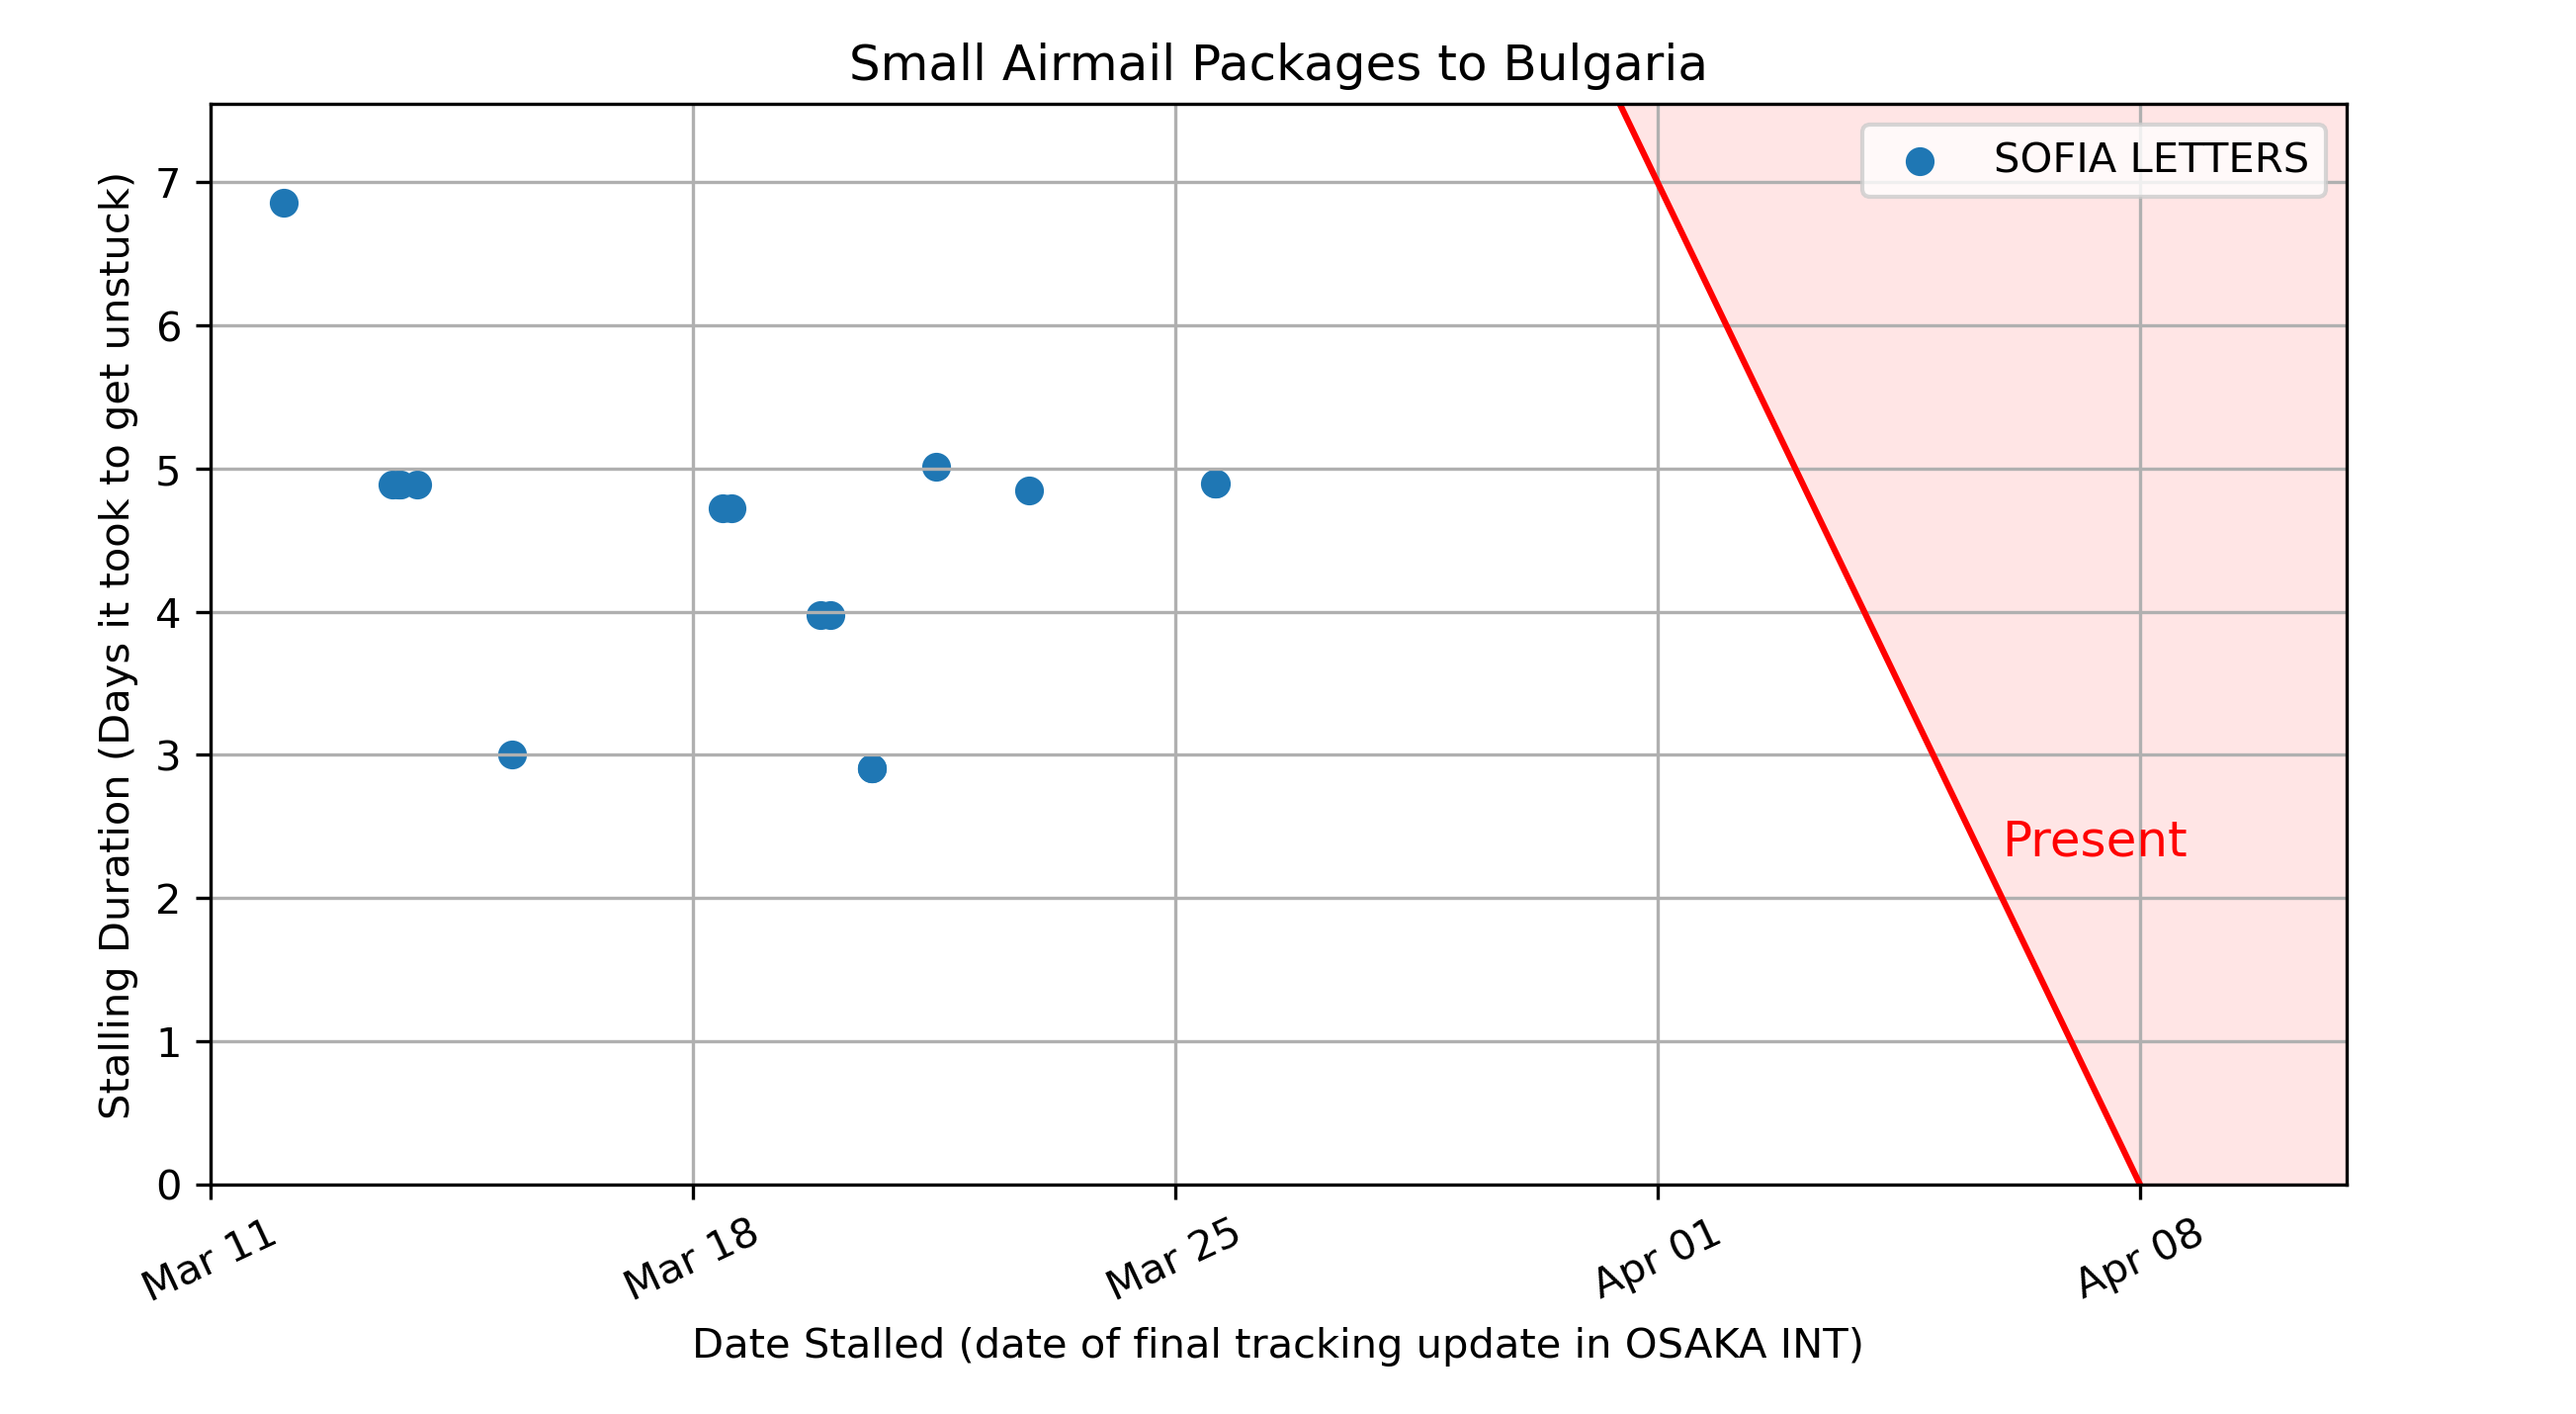 Small Airmail Packages to Bulgaria
SOFIA LETTERS
Stalling Duration (Days it took to get unstuck)
7
6
5
4
3
2
1
0
Present
Mar 11
Mar 18
Mar 25
Apr 01
Apr 08
Date Stalled (date of final tracking update in OSAKA INT)